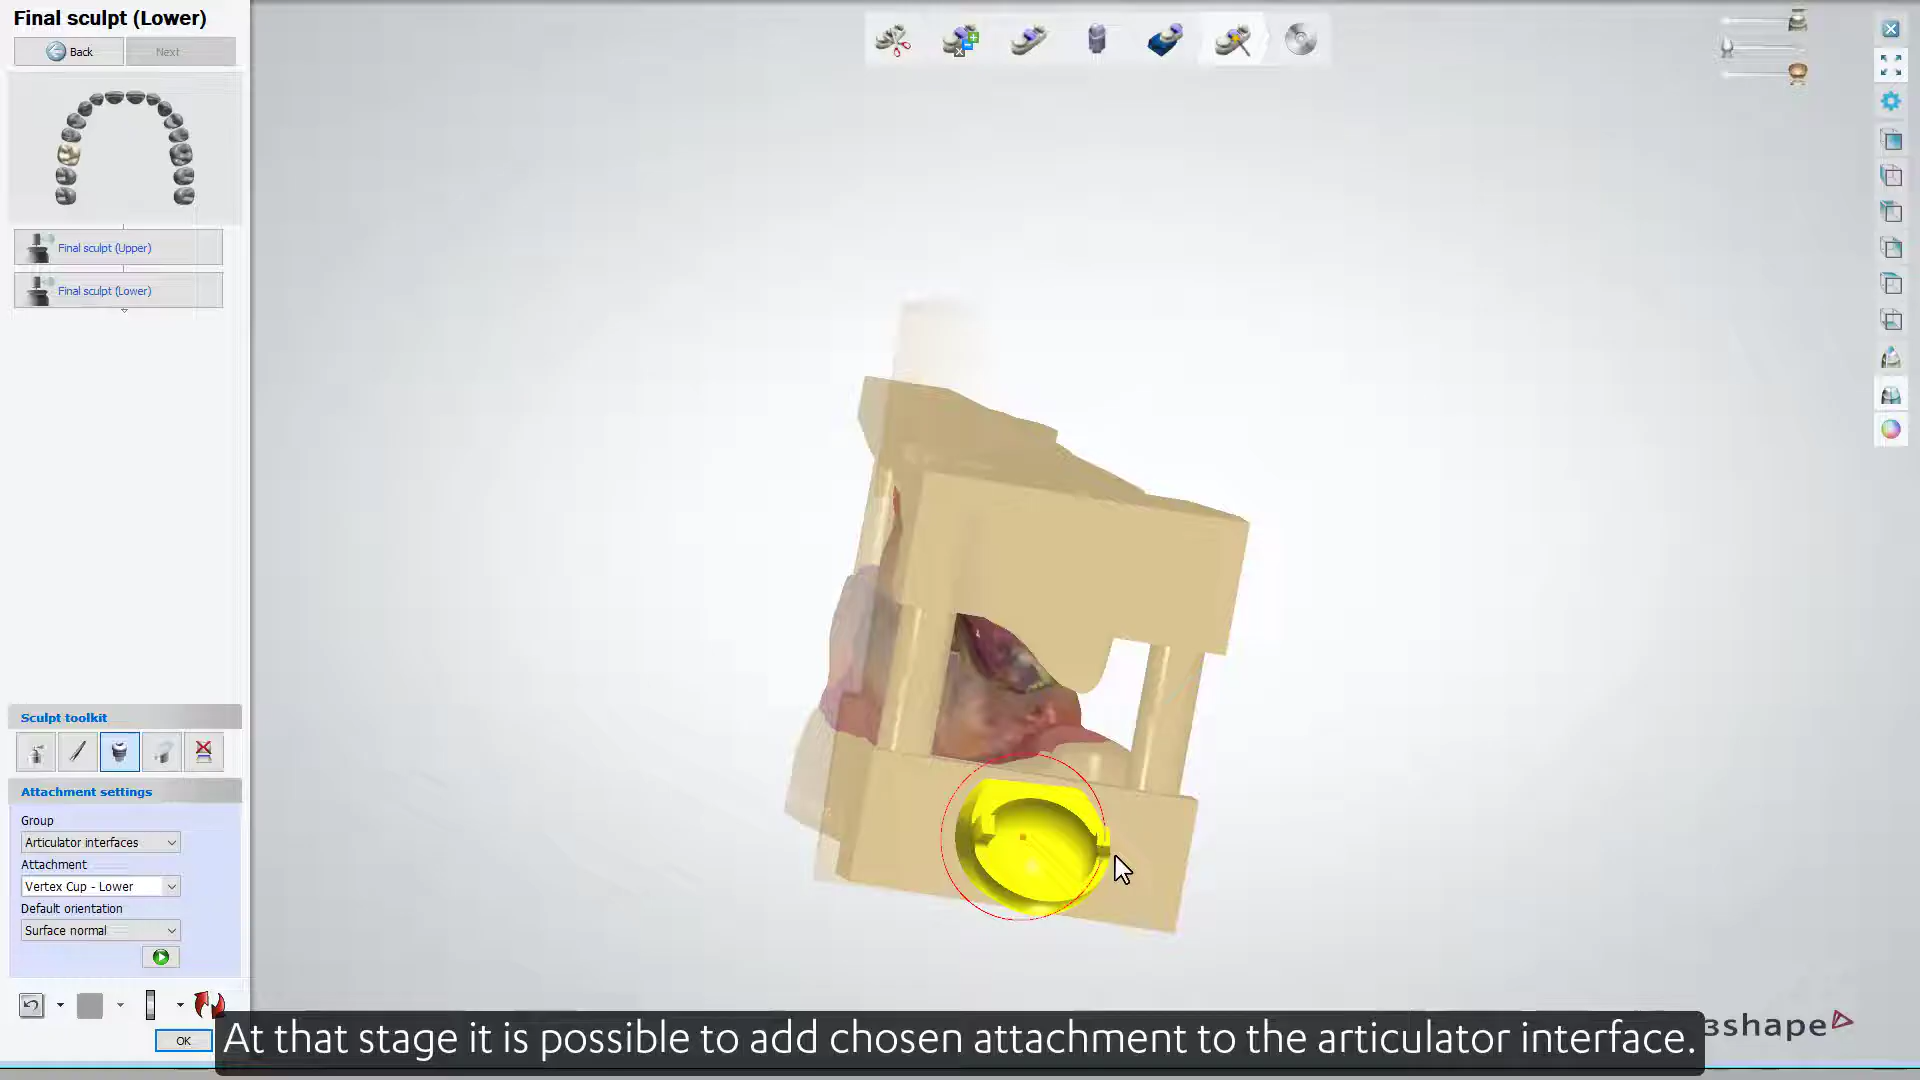 Final sculpt (Lower)
Back
Next
Final sculpt (Upper)
Final sculpt (Lower)
Sculpt toolkit
Attachment settings
Group
Articulator interfaces
Attachment
Vertex Cup - Lower
Default orientation
Surface normal
OK
At that stage it is possible to add chosen attachment to the articulator interface.
3shape